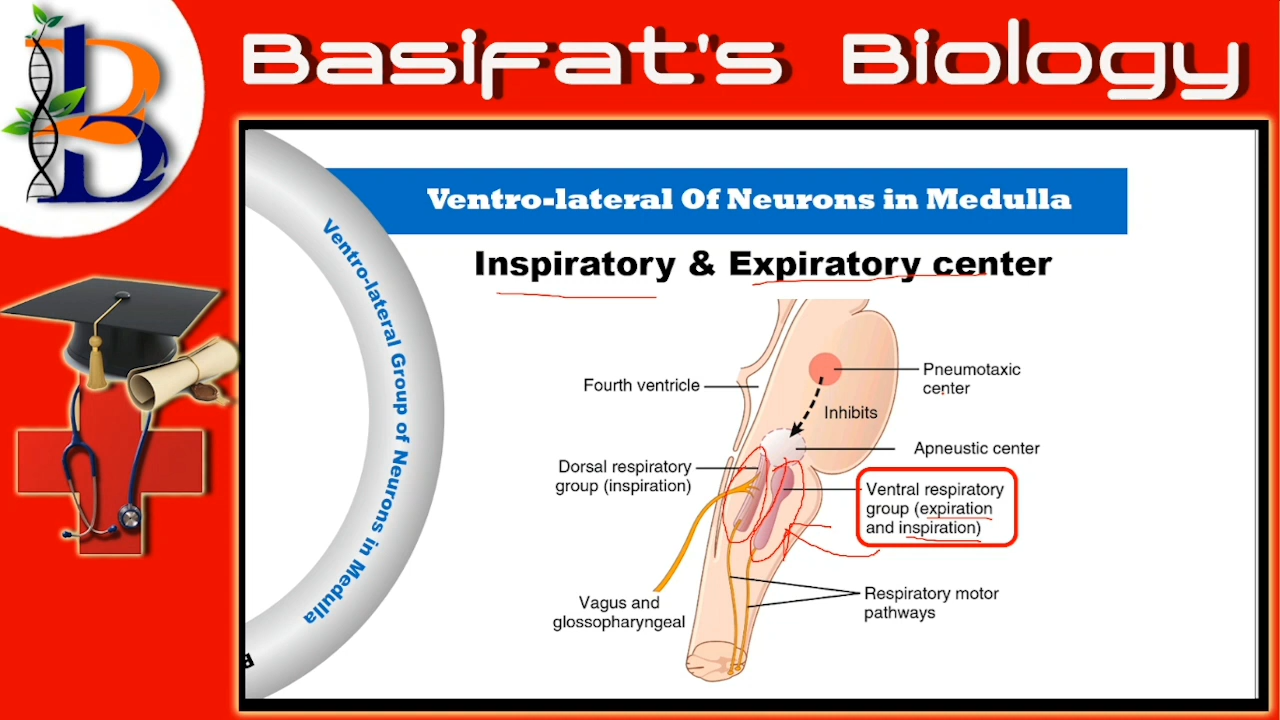 Basifat's Biology
Ventro-lateral Of Neurons in Medulla
Ventro-lateral Group of Neurons in Medulla
Inspiratory & Expiratory center
Pneumotaxic
center
Fourth ventricle
Inhibits
Apneustic center
Dorsal respiratory
group (inspiration)
Ventral respiratory
group (expiration
and inspiration)
Vagus and
glossopharyngeal
Respiratory motor
pathways
B